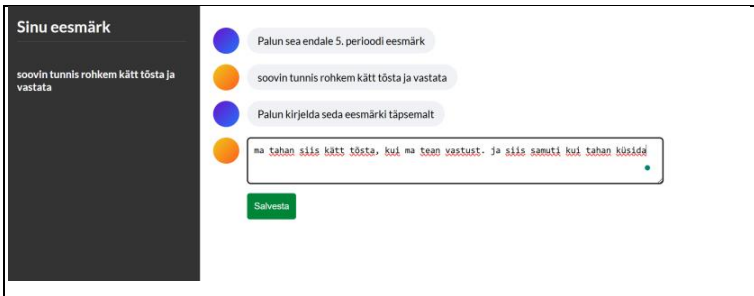 Sinu eesmärk
soovin tunnis rohkem kätt tõsta ja
vastata
Palun sea endale 5. perioodi eesmärk
soovin tunnis rohkem kätt tõsta ja vastata
Palun kirjelda seda eesmärki täpsemalt
ma tahan siis kätt tõsta, kui ma tean vastust. ja siis samuti kui tahan küsida
Salvesta